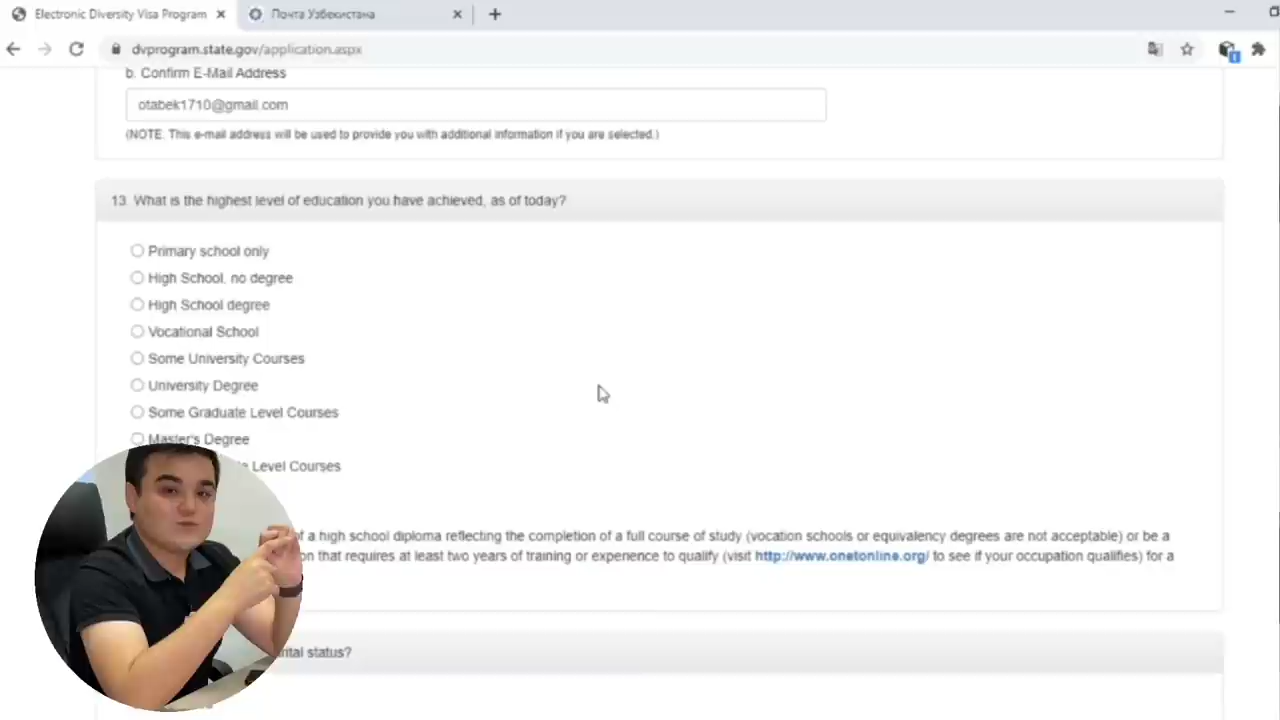 Electronic Diversity Visa Program
Почта Узбекистана
dvprogram.state.gov/application.aspx
b. Confirm E-Mail Address
otabek1710@gmail.com
(NOTE. This e-mail address will be used to provide you with additional information if you are selected.)
13. What is the highest level of education you have achieved, as of today?
Primary school only
High School, no degree
High School degree
Vocational School
Some University Courses
University Degree
Some Graduate Level Courses
Master's Degree
Level Courses
of a high school diploma reflecting the completion of a full course of study (vocation schools or equivalency degrees are not acceptable) or be a
that requires at least two years of training or experience to qualify (visit http://www.onetonline.org/ to see if your occupation qualifies) for a
status?